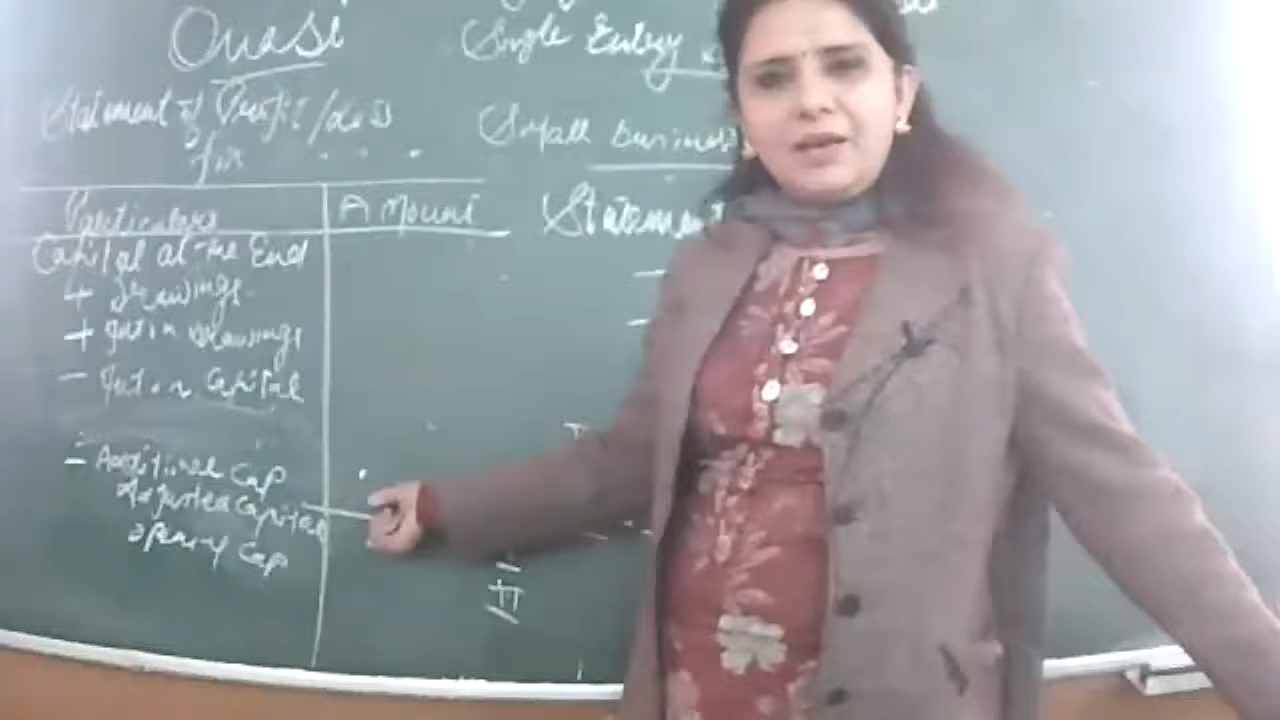 Quasi
Statement of Profit/Loss
for . . . .
Particulars Amount
Capital at the End
+ Drawings
+ Int in Drawings
- Int on Capital
- Additional Cap
Adjusted Capital
Opening Cap
Single Entry
Small business
Statement